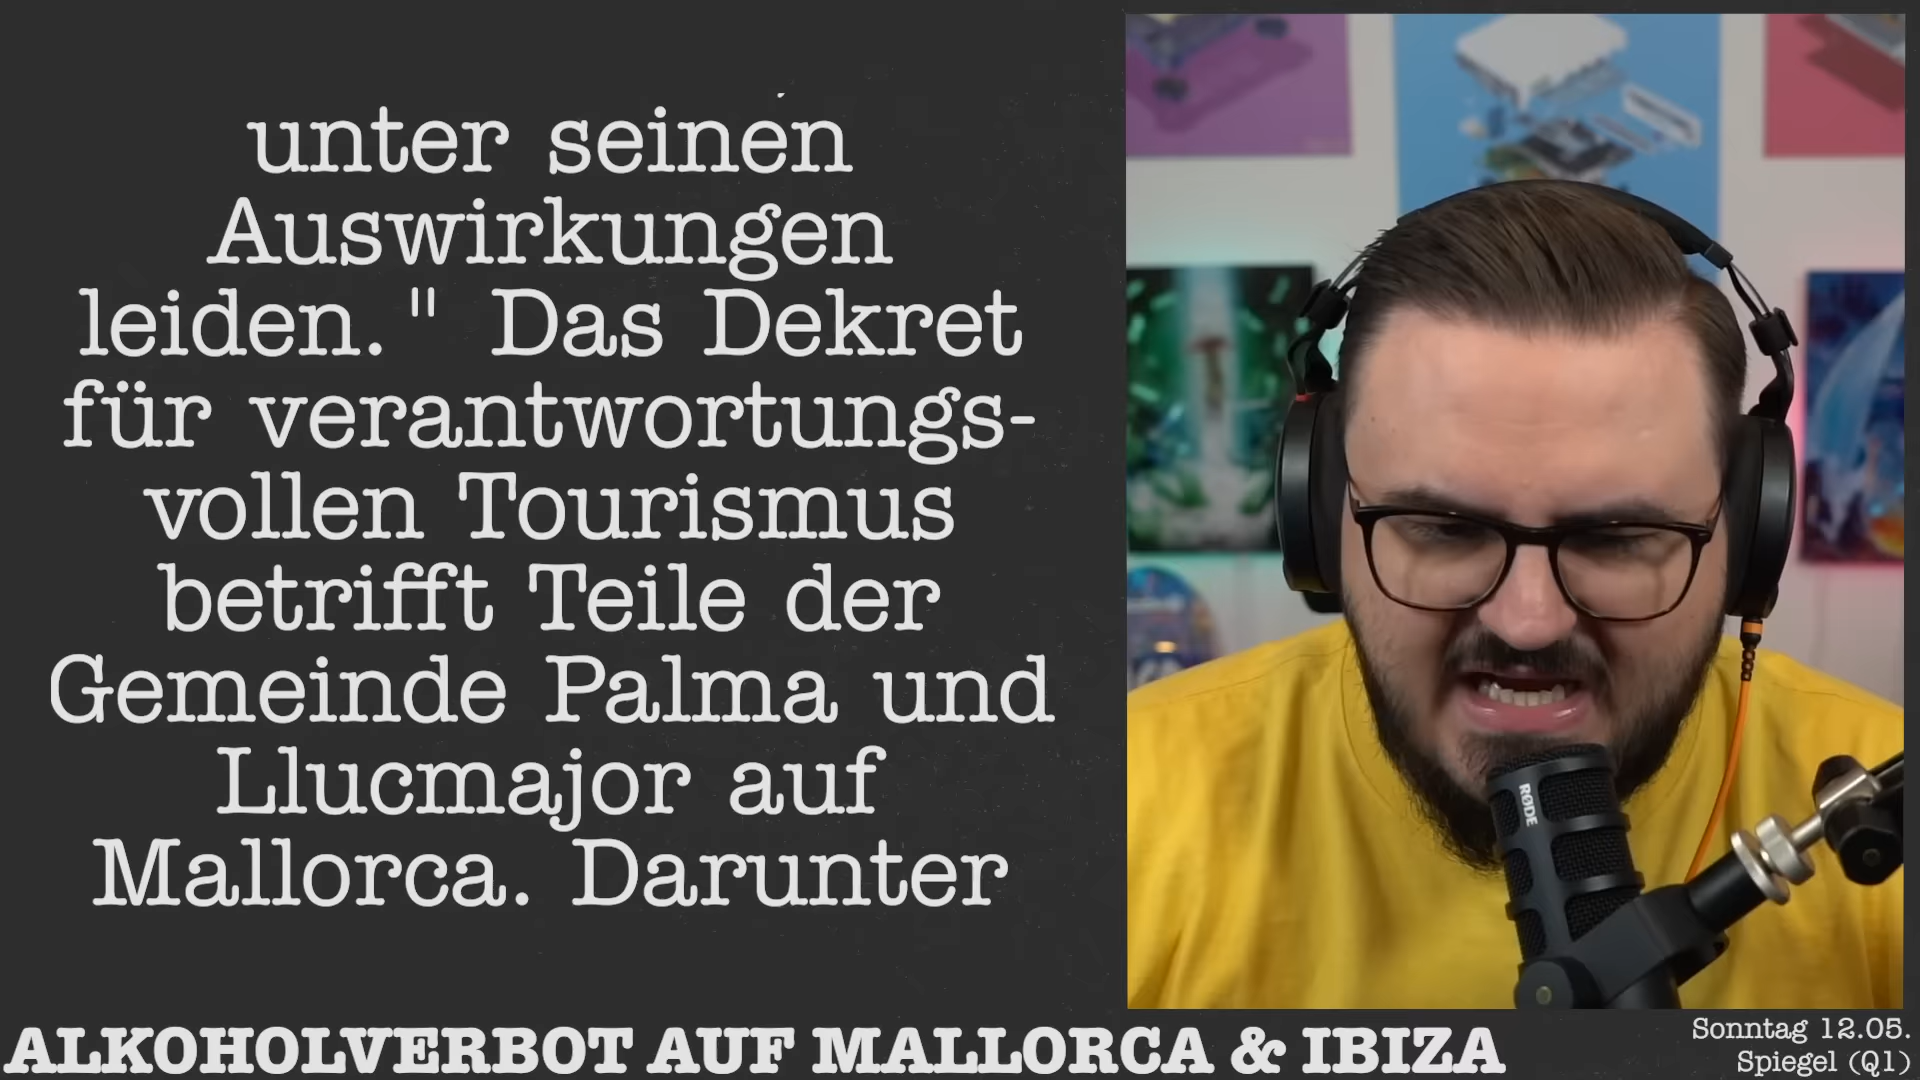 unter seinen
Auswirkungen
leiden." Das Dekret
für verantwortungs-
vollen Tourismus
betrifft Teile der
Gemeinde Palma und
Llucmajor auf
Mallorca. Darunter
RØDE
ALKOHOLVERBOT AUF MALLORCA & IBIZA
Sonntag 12.05.
Spiegel (Q1)